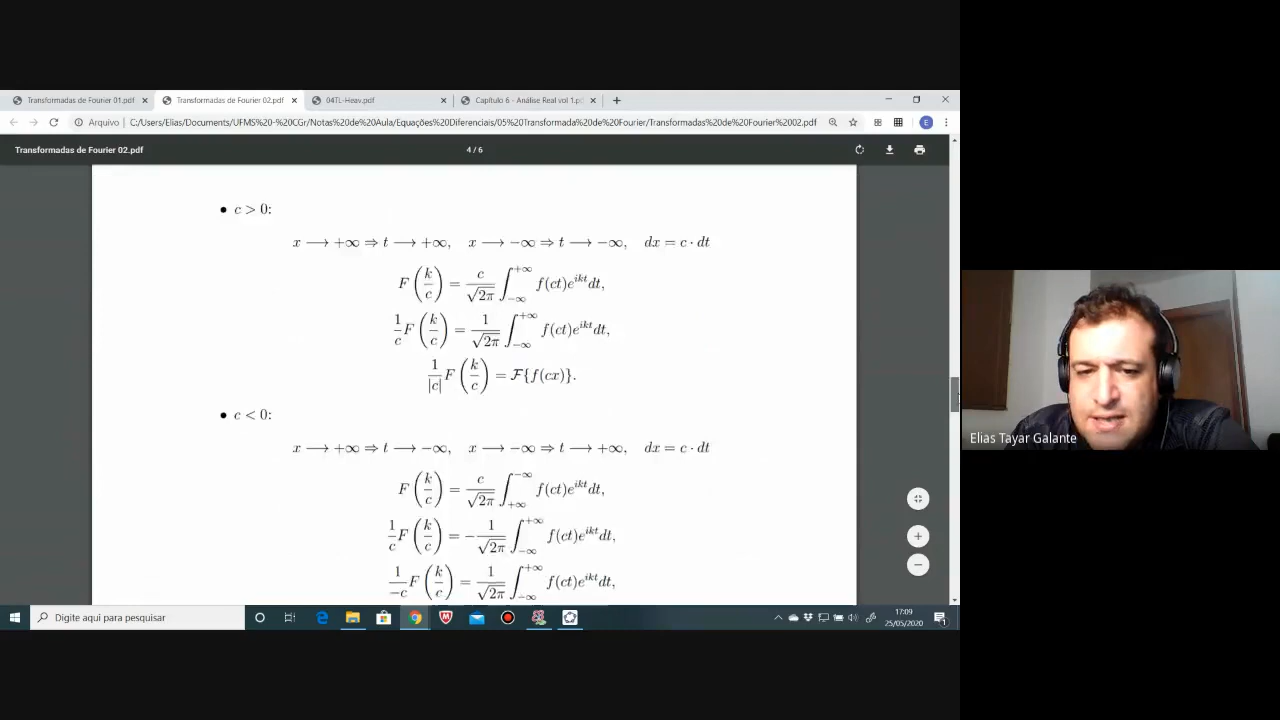 Transformadas de Fourier 01.pdf
Transformadas de Fourier 02.pdf
04TL-Heav.pdf
Capítulo 6 - Análise Real vol 1.p
Arquivo | C:/Users/Elias/Documents/UFMS%20-%20CGr/Notas%20de%20Aula/Equações%20Diferenciais/05%20Transformada%20de%20Fourier/Transformadas%20de%20Fourier%2002.pdf
Transformadas de Fourier 02.pdf
4 / 6
• c > 0:
x ⟶ +∞ ⇒ t ⟶ +∞, x ⟶ −∞ ⇒ t ⟶ −∞, dx = c · dt
F (k/c) = c/√2π ∫_{−∞}^{+∞} f(ct)e^{ikt}dt,
1/c F (k/c) = 1/√2π ∫_{−∞}^{+∞} f(ct)e^{ikt}dt,
1/|c| F (k/c) = ℱ{f(cx)}.
• c < 0:
x ⟶ +∞ ⇒ t ⟶ −∞, x ⟶ −∞ ⇒ t ⟶ +∞, dx = c · dt
F (k/c) = c/√2π ∫_{+∞}^{−∞} f(ct)e^{ikt}dt,
1/c F (k/c) = − 1/√2π ∫_{−∞}^{+∞} f(ct)e^{ikt}dt,
1/−c F (k/c) = 1/√2π ∫_{−∞}^{+∞} f(ct)e^{ikt}dt,
Elias Tayar Galante
Digite aqui para pesquisar
17:09
25/05/2020